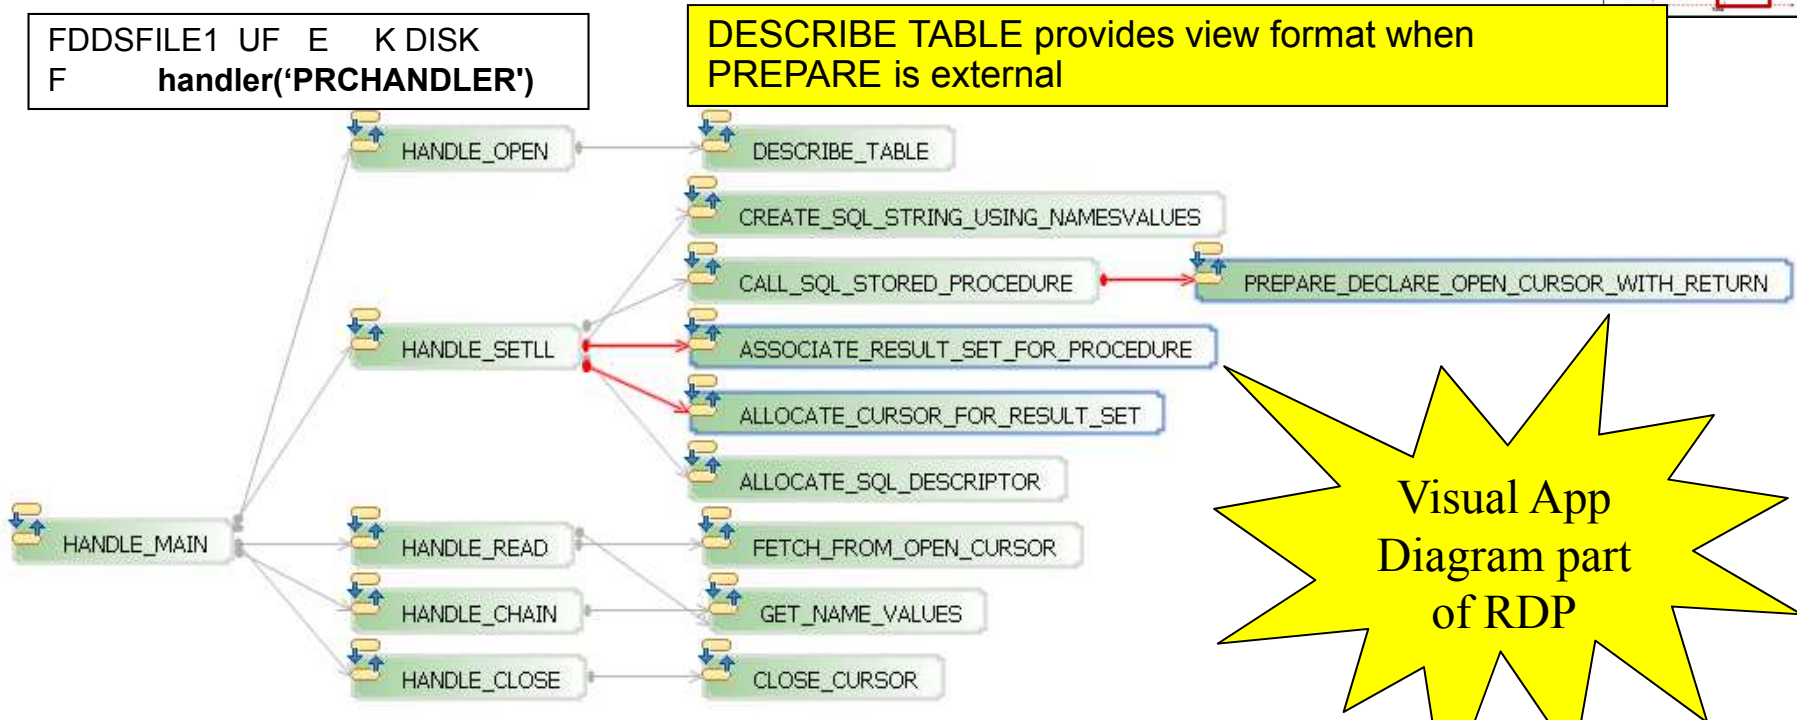 FDDSFILE1 UF E K DISK
F handler(‘PRCHANDLER')
DESCRIBE TABLE provides view format when
PREPARE is external
HANDLE_OPEN
DESCRIBE_TABLE
CREATE_SQL_STRING_USING_NAMESVALUES
CALL_SQL_STORED_PROCEDURE
PREPARE_DECLARE_OPEN_CURSOR_WITH_RETURN
HANDLE_SETLL
ASSOCIATE_RESULT_SET_FOR_PROCEDURE
ALLOCATE_CURSOR_FOR_RESULT_SET
ALLOCATE_SQL_DESCRIPTOR
HANDLE_MAIN
HANDLE_READ
FETCH_FROM_OPEN_CURSOR
HANDLE_CHAIN
GET_NAME_VALUES
HANDLE_CLOSE
CLOSE_CURSOR
Visual App
Diagram part
of RDP